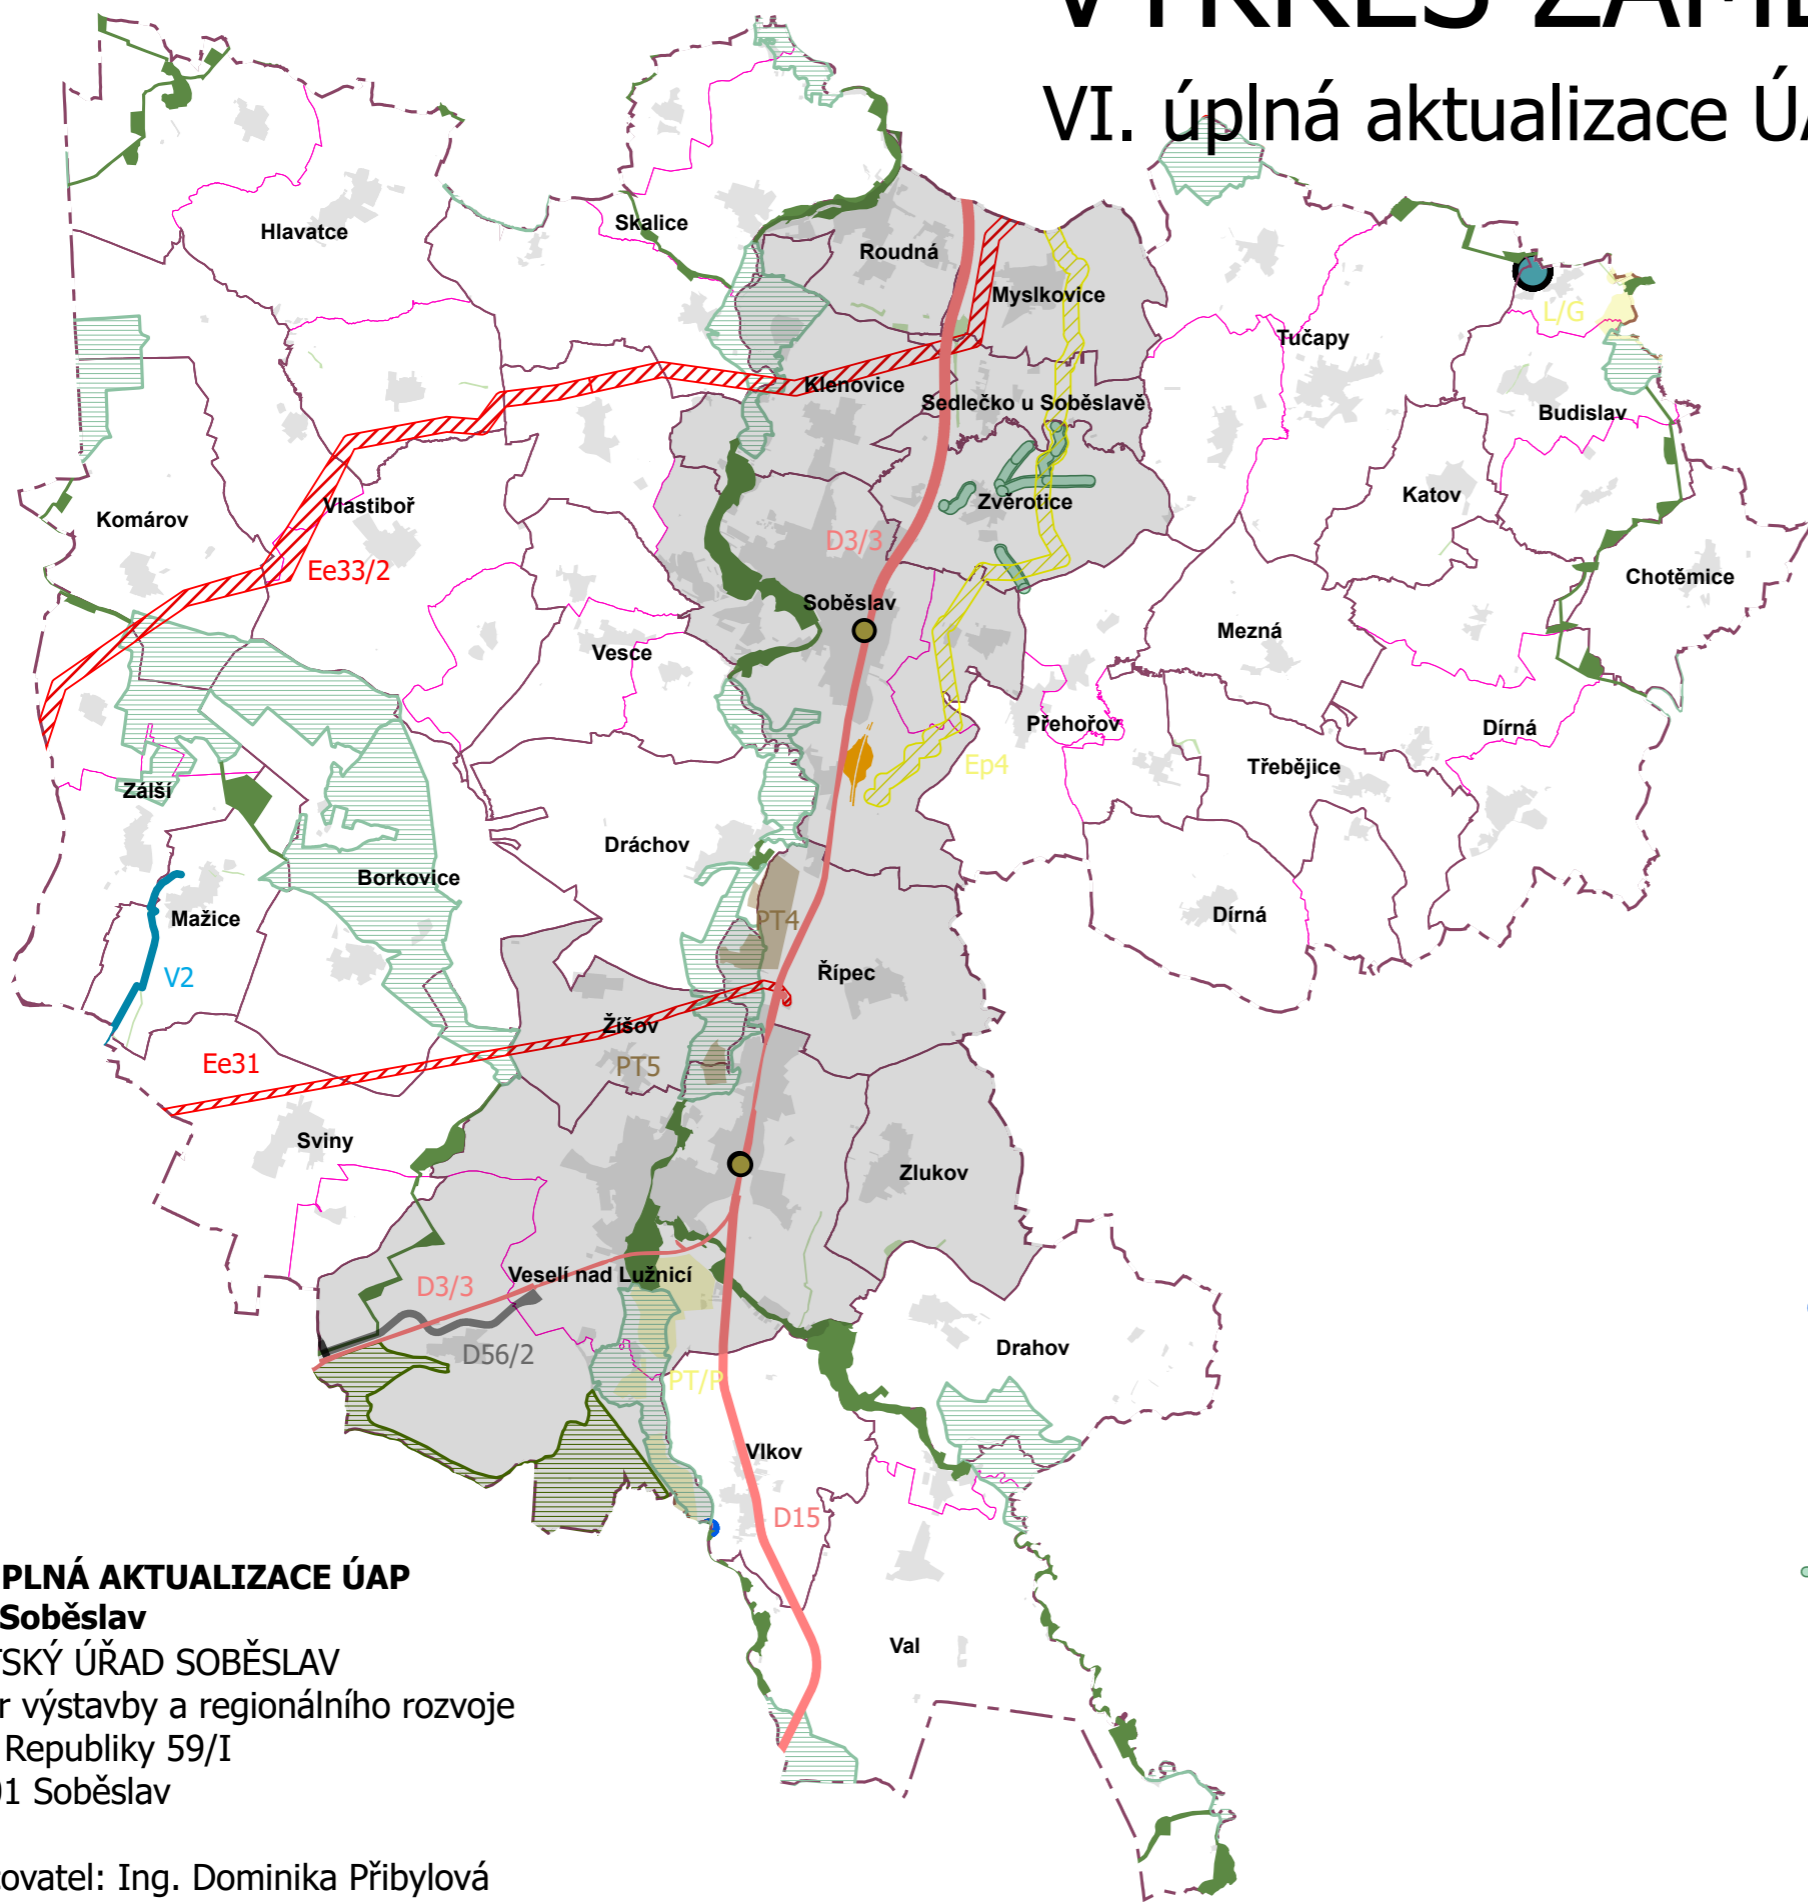 VI. úplná aktualizace
Hlavatce
Skalice
Roudná
Myslkovice
L/G
Tučapy
Klenovice
Sedlečko u Soběslavě
Budislav
Katov
Vlastiboř
Komárov
Zvěrotice
D3/3
Ee33/2
Chotěmice
Soběslav
Mezná
Vesce
Přehořov
Dírná
Ep4
Třebějice
Zálší
Dráchov
Borkovice
Mažice
PT4
Dírná
V2
Řípec
Žíšov
Ee31
PT5
Sviny
Zlukov
Veselí nad Lužnicí
D3/3
D56/2
Drahov
PT/P
Vlkov
D15
Val
PLNÁ AKTUALIZACE ÚAP
Soběslav
TSKÝ ÚŘAD SOBĚSLAV
r výstavby a regionálního rozvoje
Republiky 59/I
01 Soběslav
ovatel: Ing. Dominika Přibylová